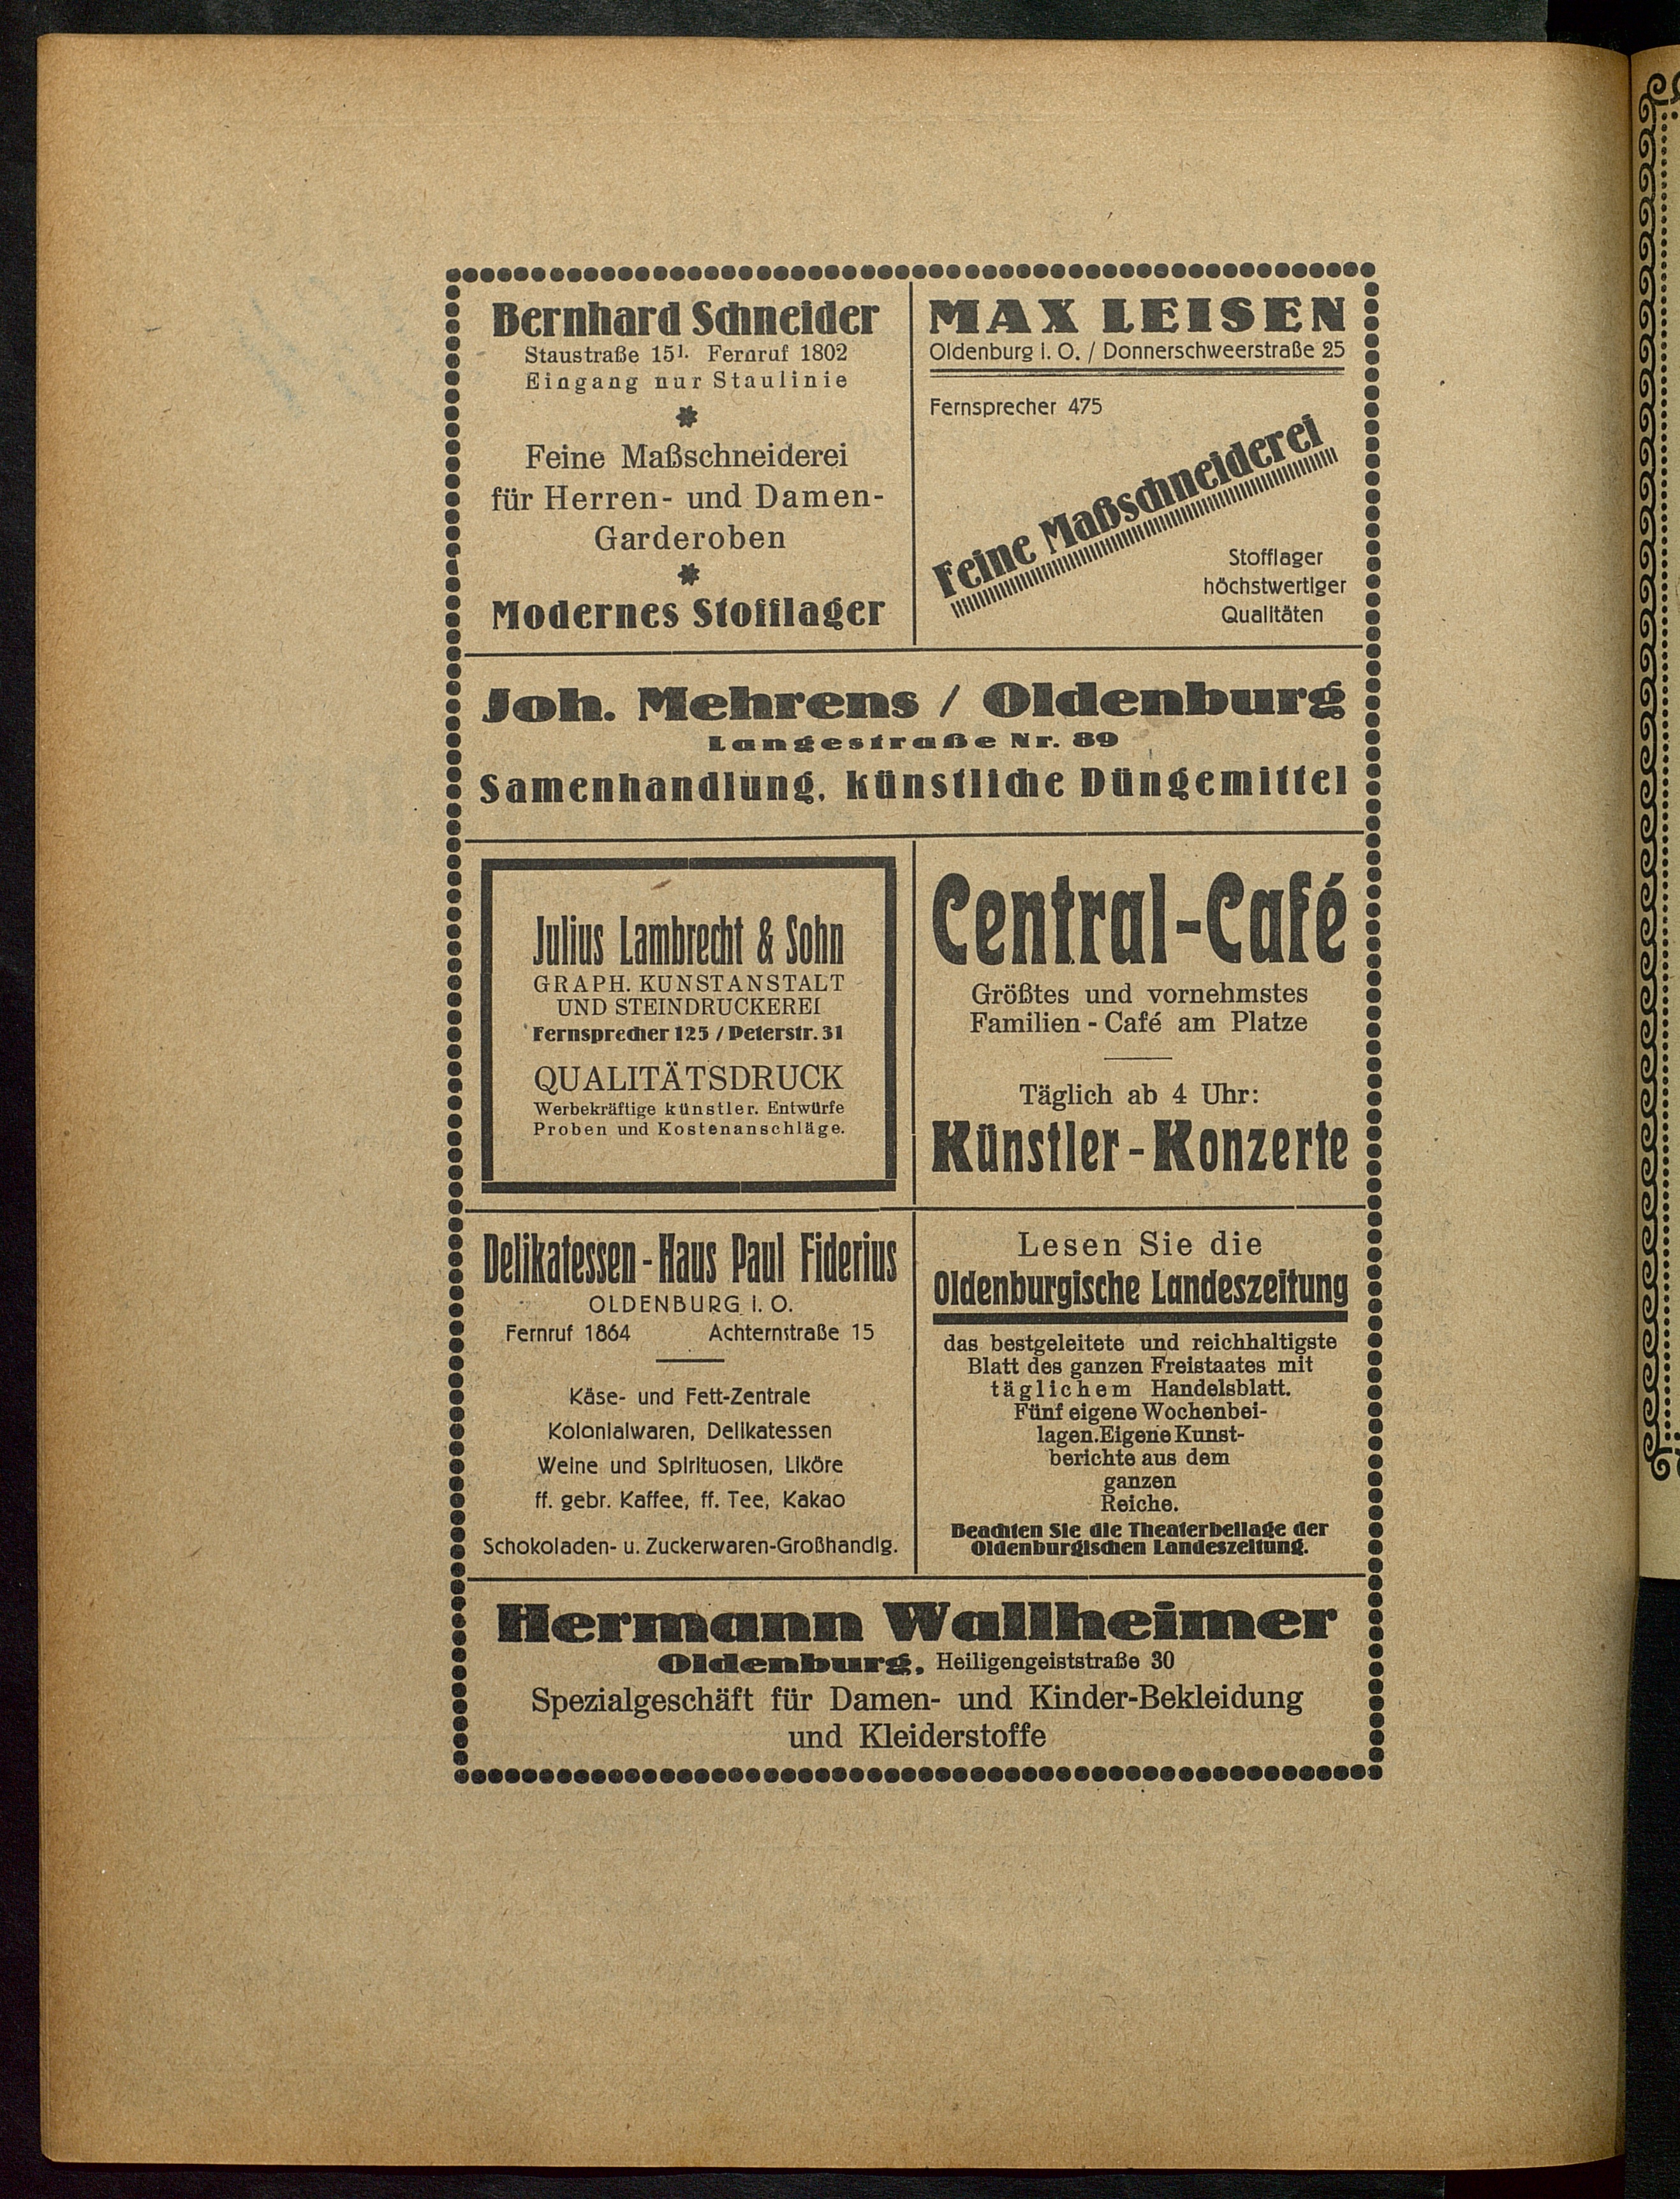 Bernhard Schneider
Staustraße 15¹. Fernruf 1802
Eingang nur Staulinie
Feine Maßschneiderei
für Herren- und Damen-
Garderoben
Modernes Stofflager
MAX LEISEN
Oldenburg i. O. / Donnerschweerstraße 25
Fernsprecher 475
Feine Maßschneiderei
Stofflager
höchstwertiger
Qualitäten
Joh. Mehrens / Oldenburg
Langestraße Nr. 89
Samenhandlung, künstliche Düngemittel
Julius Lambrecht & Sohn
GRAPH. KUNSTANSTALT
UND STEINDRUCKEREI
Fernsprecher 125 / Peterstr. 31
QUALITÄTSDRUCK
Werbekräftige künstler. Entwürfe
Proben und Kostenanschläge.
Central-Café
Größtes und vornehmstes
Familien-Café am Platze
Täglich ab 4 Uhr:
Künstler-Konzerte
Delikatessen-Haus Paul Fiderius
OLDENBURG I. O.
Fernruf 1864 Achternstraße 15
Käse- und Fett-Zentrale
Kolonialwaren, Delikatessen
Weine und Spirituosen, Liköre
ff. gebr. Kaffee, ff. Tee, Kakao
Schokoladen- u. Zuckerwaren-Großhandlg.
Lesen Sie die
Oldenburgische Landeszeitung
das bestgeleitete und reichhaltigste
Blatt des ganzen Freistaates mit
täglichem Handelsblatt.
Fünf eigene Wochenbei-
lagen. Eigene Kunst-
berichte aus dem
ganzen
Reiche.
Beachten Sie die Theaterbeilage der
Oldenburgischen Landeszeitung.
Hermann Wallheimer
Oldenburg, Heiligengeiststraße 30
Spezialgeschäft für Damen- und Kinder-Bekleidung
und Kleiderstoffe